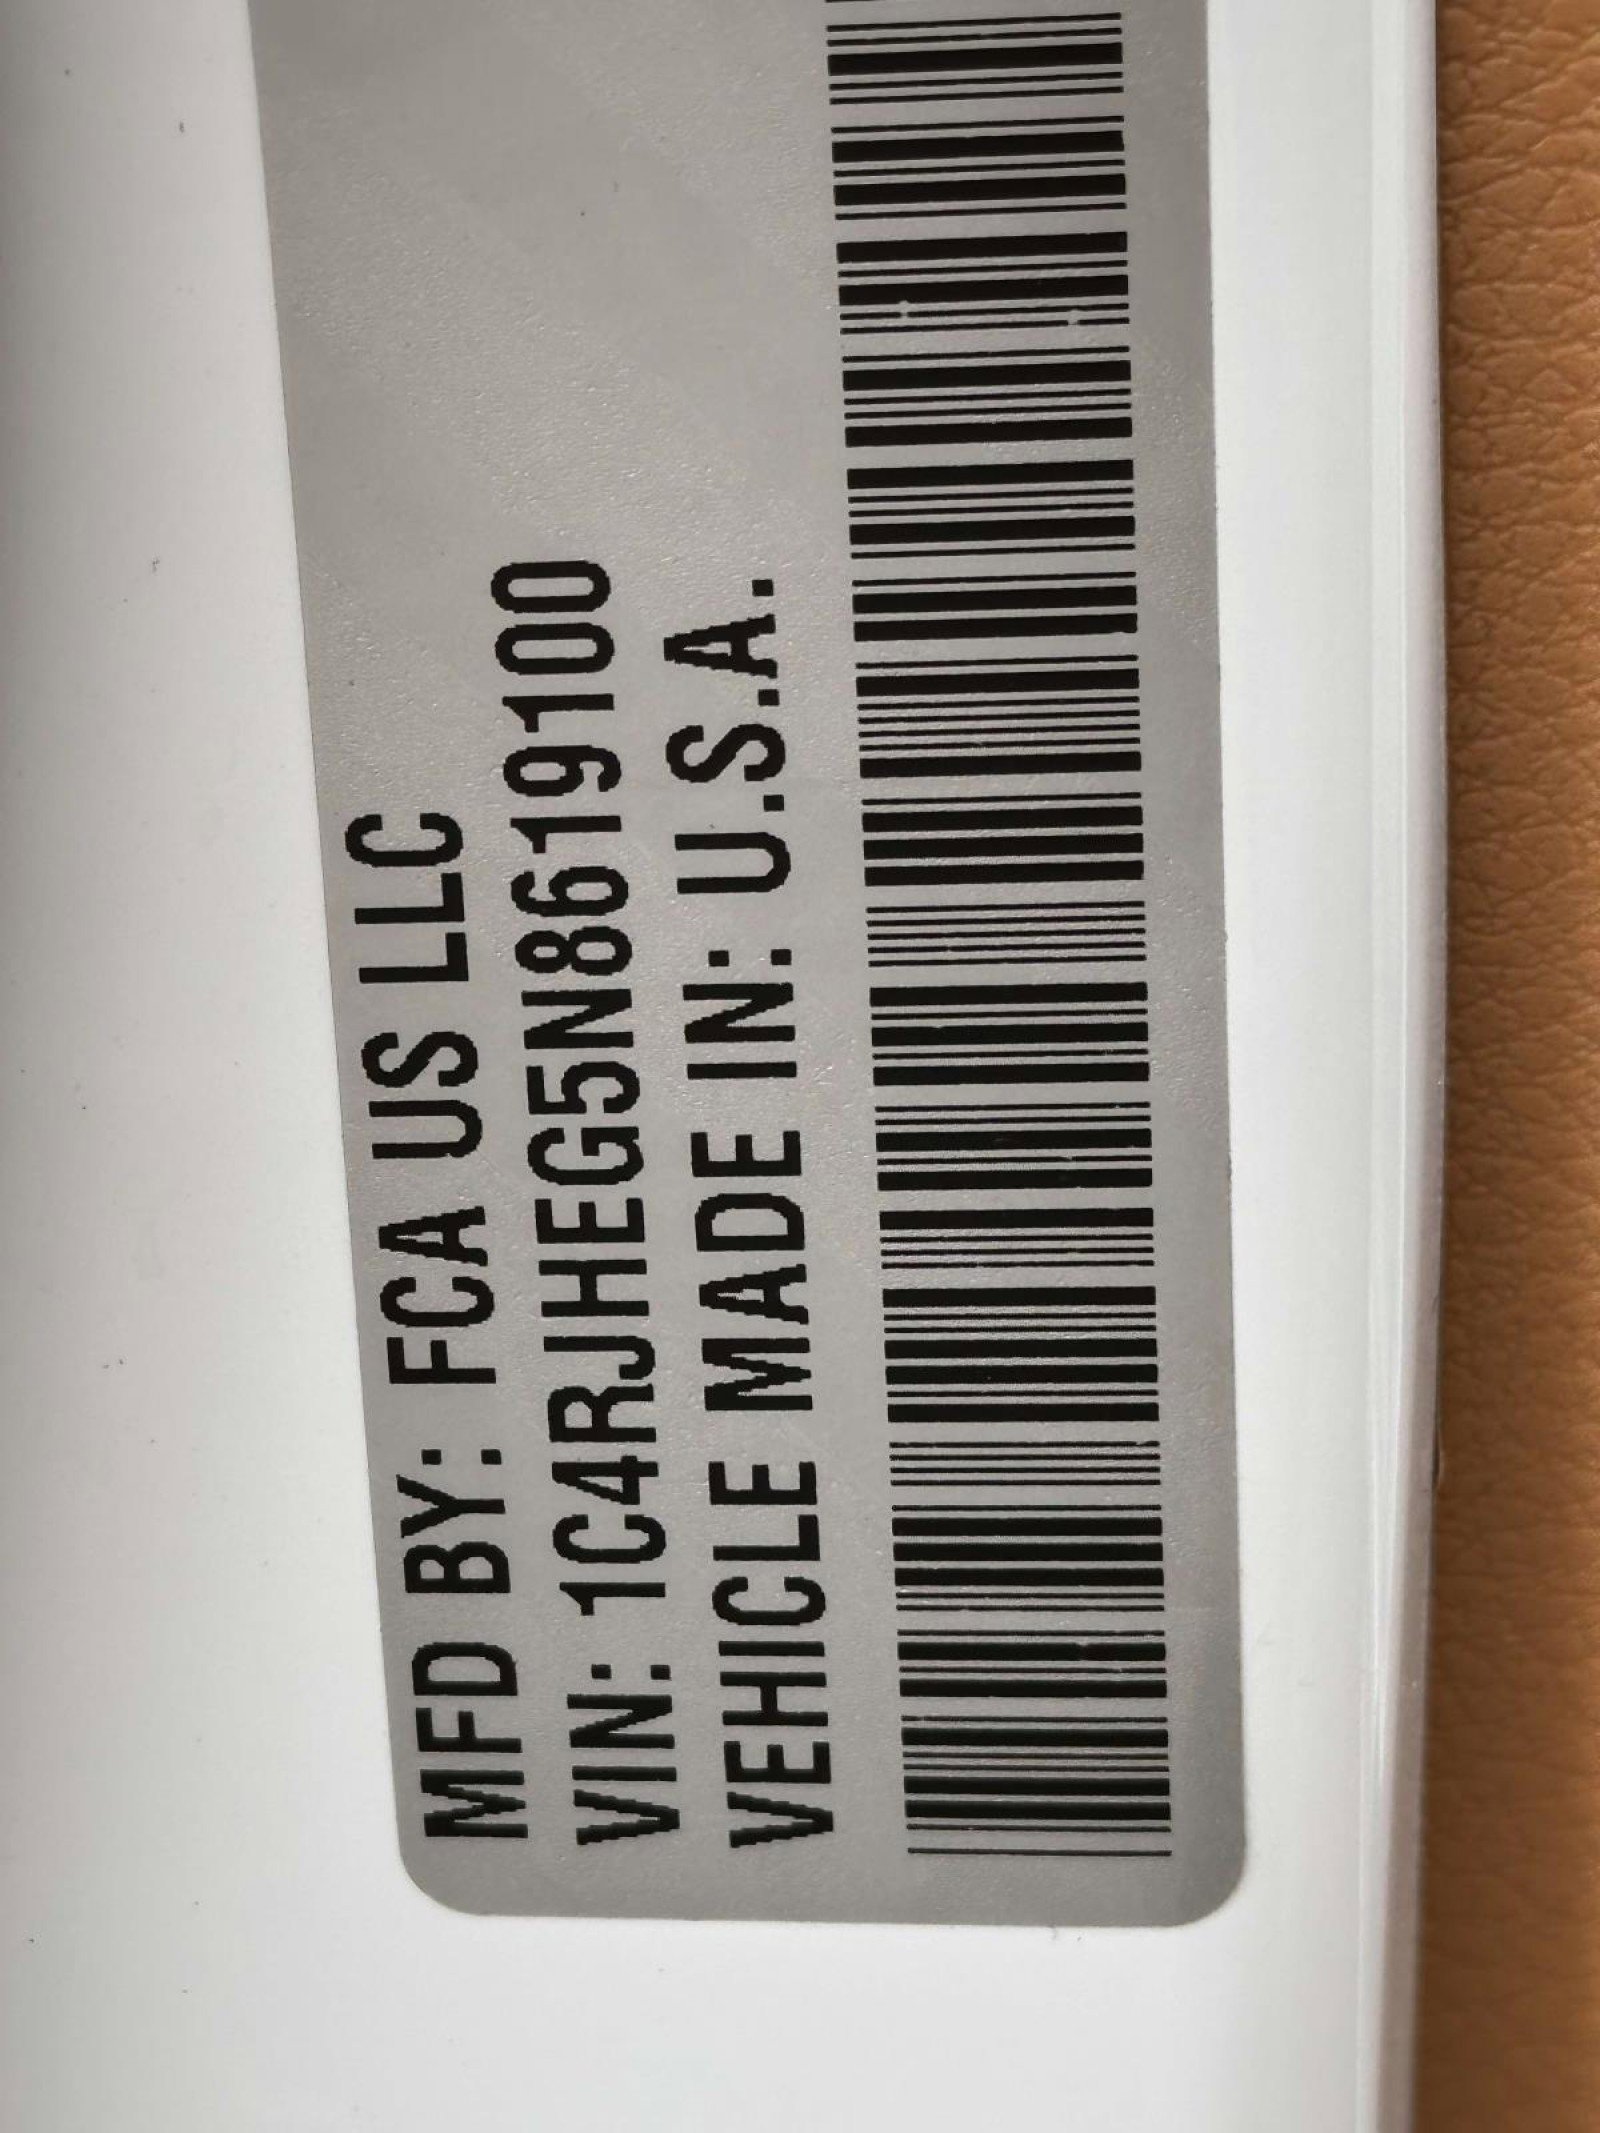 MFD BY: FCA US LLC
VIN: 1C4RJHEG5N8619100
VEHICLE MADE IN: U.S.A.